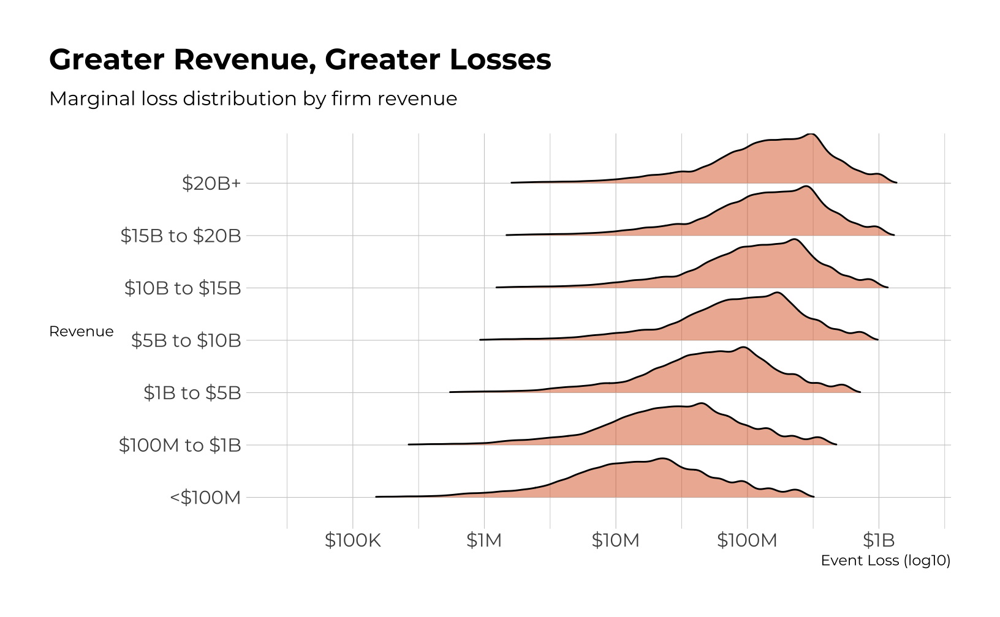 Greater Revenue, Greater Losses
Marginal loss distribution by firm revenue
$20B+
$15B to $20B
$10B to $15B
Revenue
$5B to $10B
$1B to $5B
$100M to $1B
<$100M
$100K $1M $10M $100M $1B
Event Loss (log10)